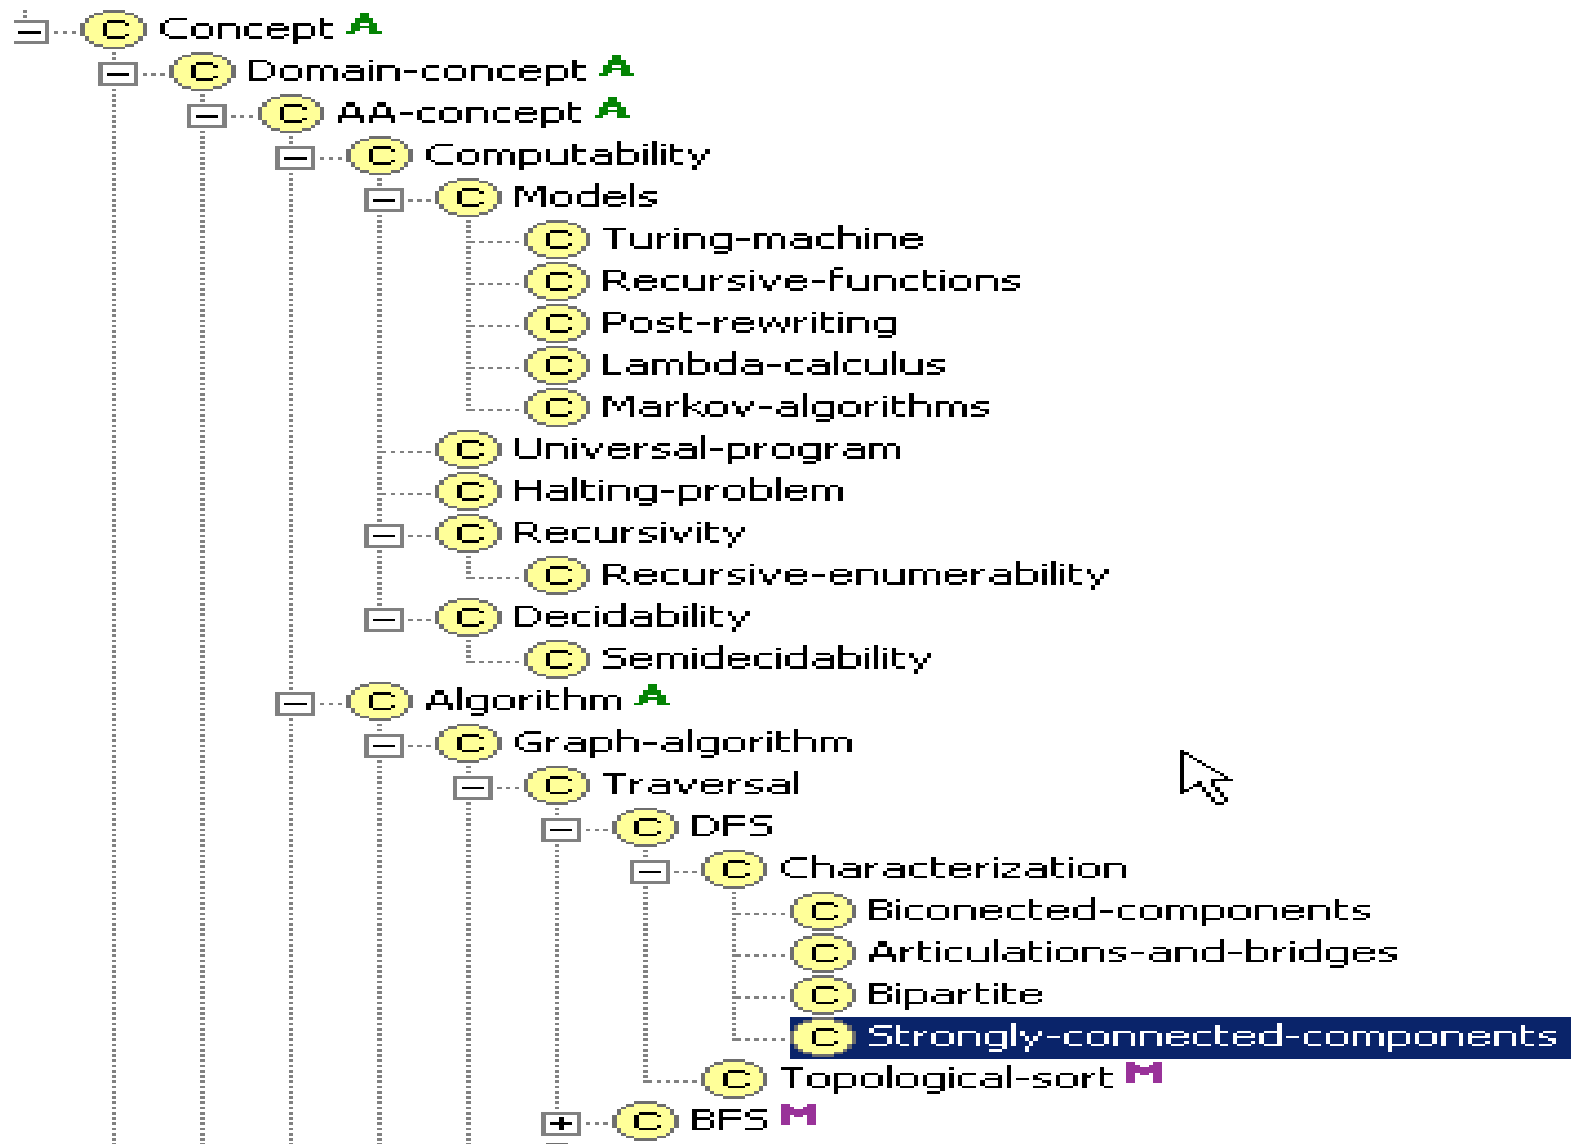 C Concept A
C Domain-concept A
C AA-concept A
C Computability
C Models
C Turing-machine
C Recursive-functions
C Post-rewriting
C Lambda-calculus
C Markov-algorithms
C Universal-program
C Halting-problem
C Recursivity
C Recursive-enumerability
C Decidability
C Semidecidability
C Algorithm A
C Graph-algorithm
C Traversal
C DFS
C Characterization
C Biconected-components
C Articulations-and-bridges
C Bipartite
C Strongly-connected-components
C Topological-sort M
C BFS M